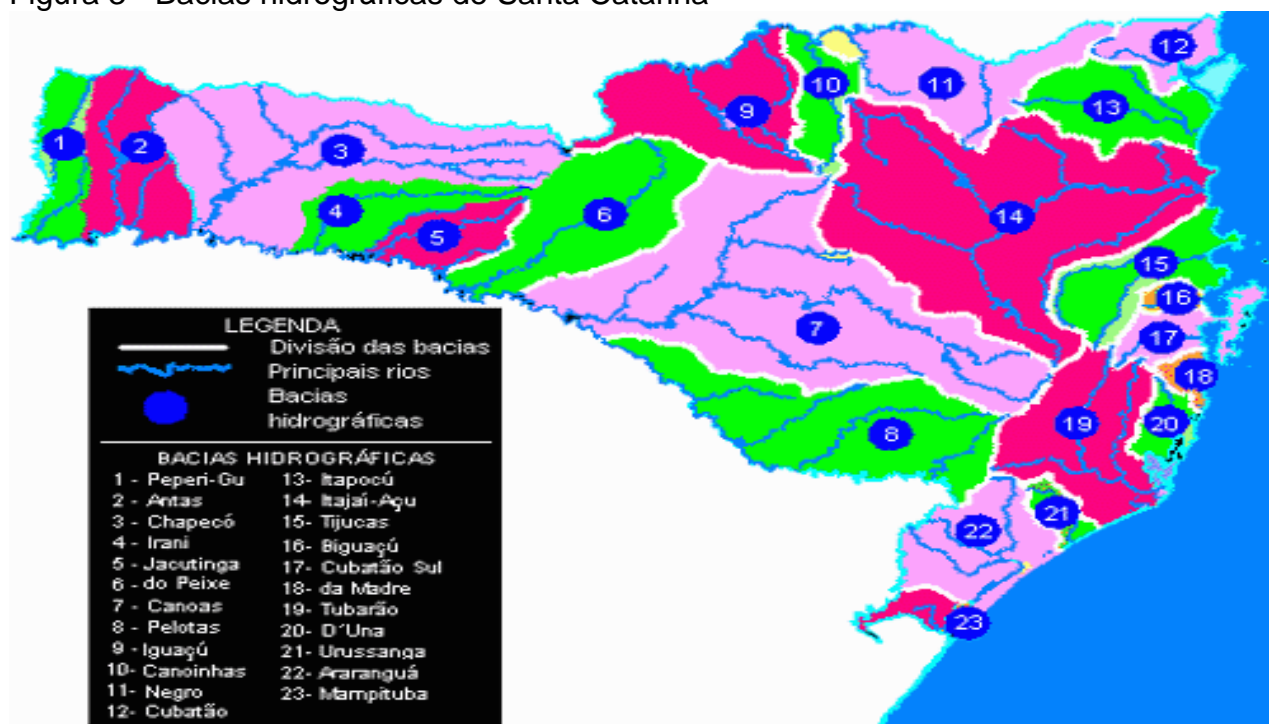 Figura 3 - Bacias hidrográficas de Santa Catarina
1
2
3
4
5
6
7
8
9
10
11
12
13
14
15
16
17
18
19
20
21
22
23
LEGENDA
Divisão das bacias
Principais rios
Bacias
hidrográficas
BACIAS HIDROGRÁFICAS
1 - Peperi-Gu
2 - Antas
3 - Chapecó
4 - Irani
5 - Jacutinga
6 - do Peixe
7 - Canoas
8 - Pelotas
9 - Iguaçú
10- Canoinhas
11- Negro
12- Cubatão
13- Itapocú
14- Itajaí-Açu
15- Tijucas
16- Biguaçú
17- Cubatão Sul
18- da Madre
19- Tubarão
20- D´Una
21- Urussanga
22- Araranguá
23- Mampituba